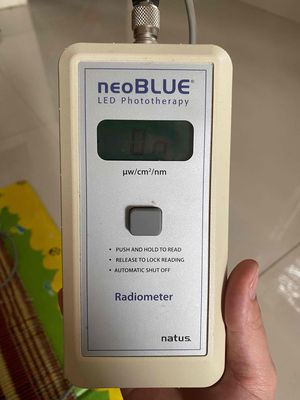 neoBLUE®
LED Phototherapy
µw/cm²/nm
• PUSH AND HOLD TO READ
• RELEASE TO LOCK READING
• AUTOMATIC SHUT OFF
Radiometer
natus.